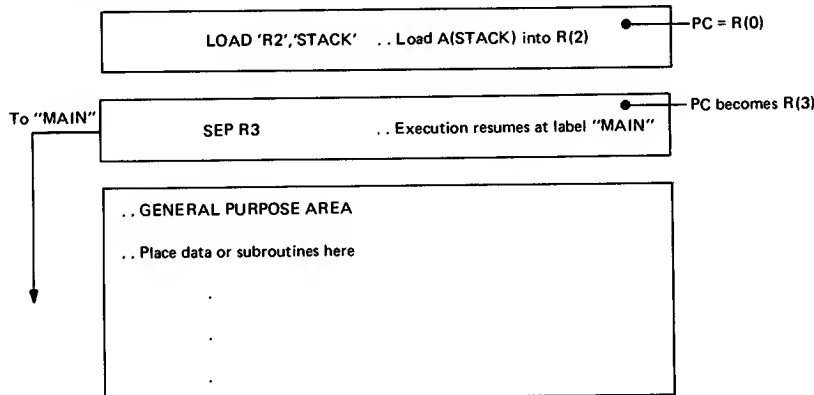 LOAD 'R2','STACK' . . Load A(STACK) into R(2)
PC = R(0)
To "MAIN"
SEP R3 . . Execution resumes at label "MAIN"
PC becomes R(3)
. . GENERAL PURPOSE AREA
. . Place data or subroutines here
.
.
.